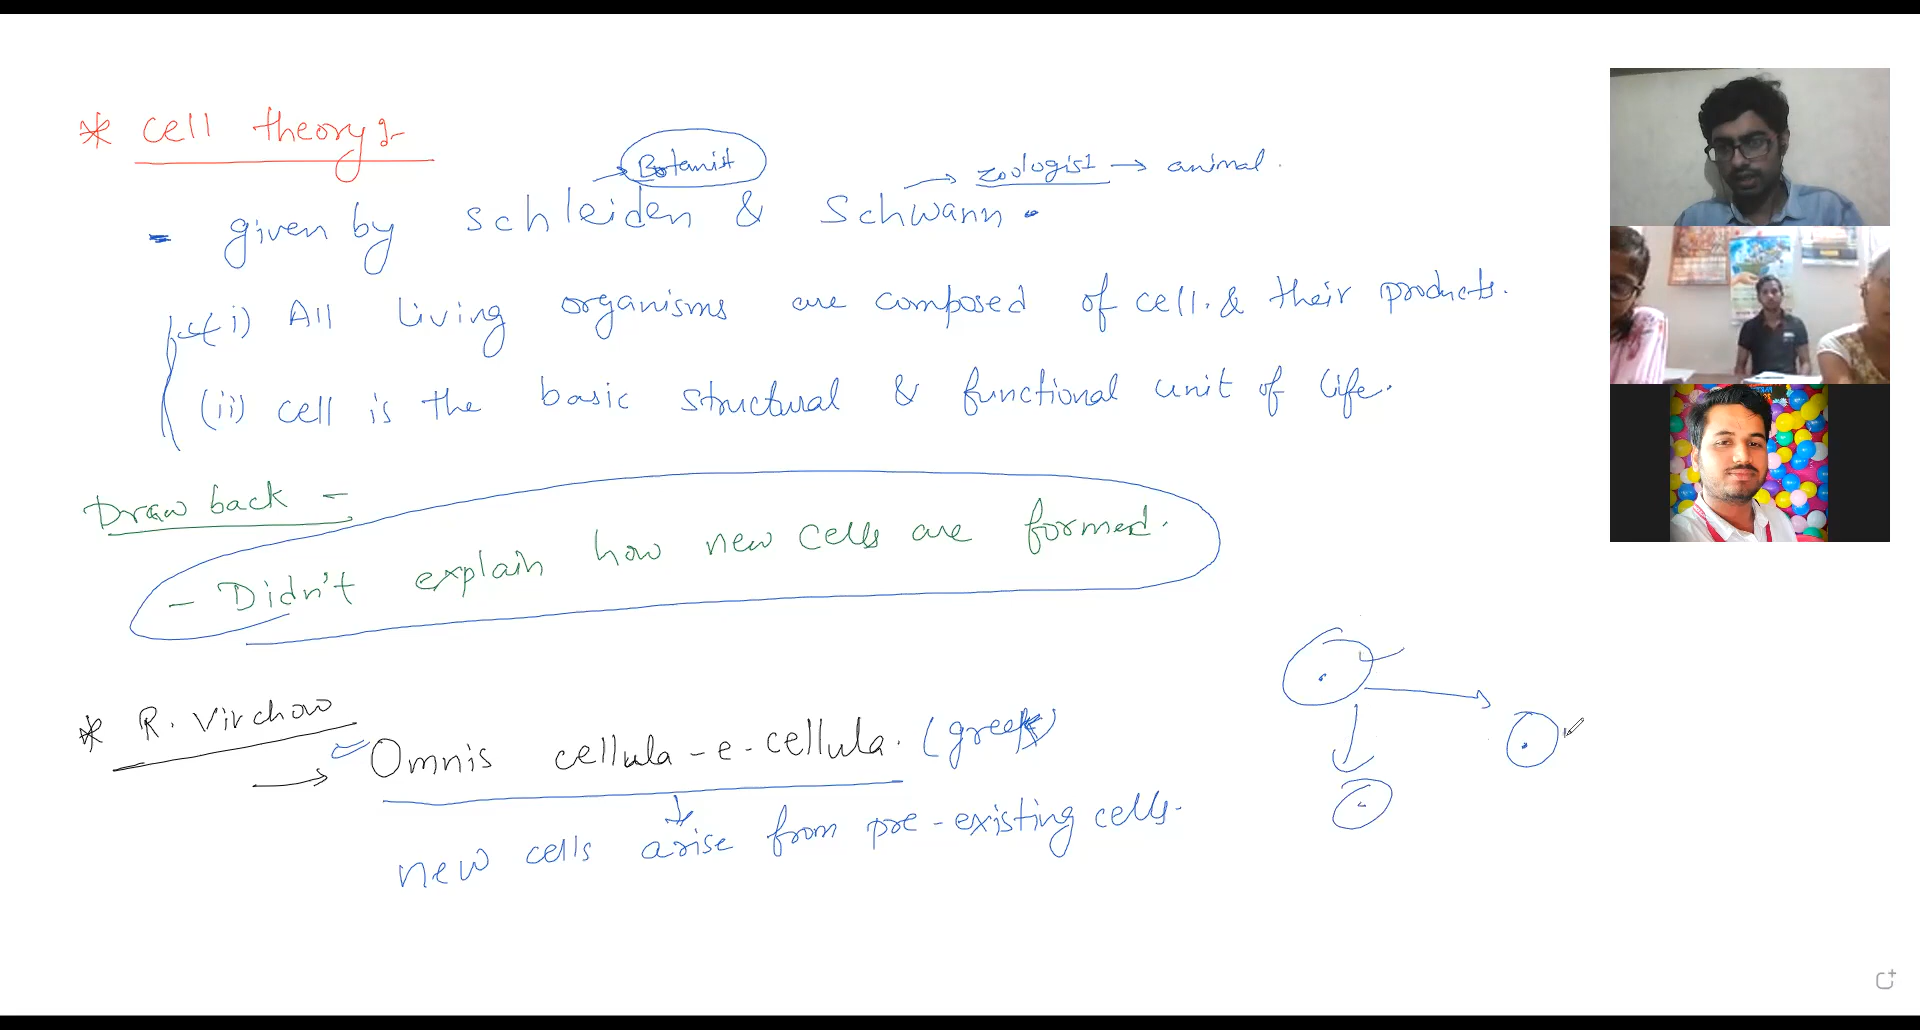 * Cell theory :-
Botanist
zoologist → animal.
- given by Schleiden & Schwann.
(i) All living organisms are composed of cell. & their products.
(ii) cell is the basic structural & functional unit of life.
Draw back -
- Didn't explain how new cells are formed.
* R. Virchow
→ Omnis cellula-e-cellula. (greek)
new cells arise from pre-existing cells.